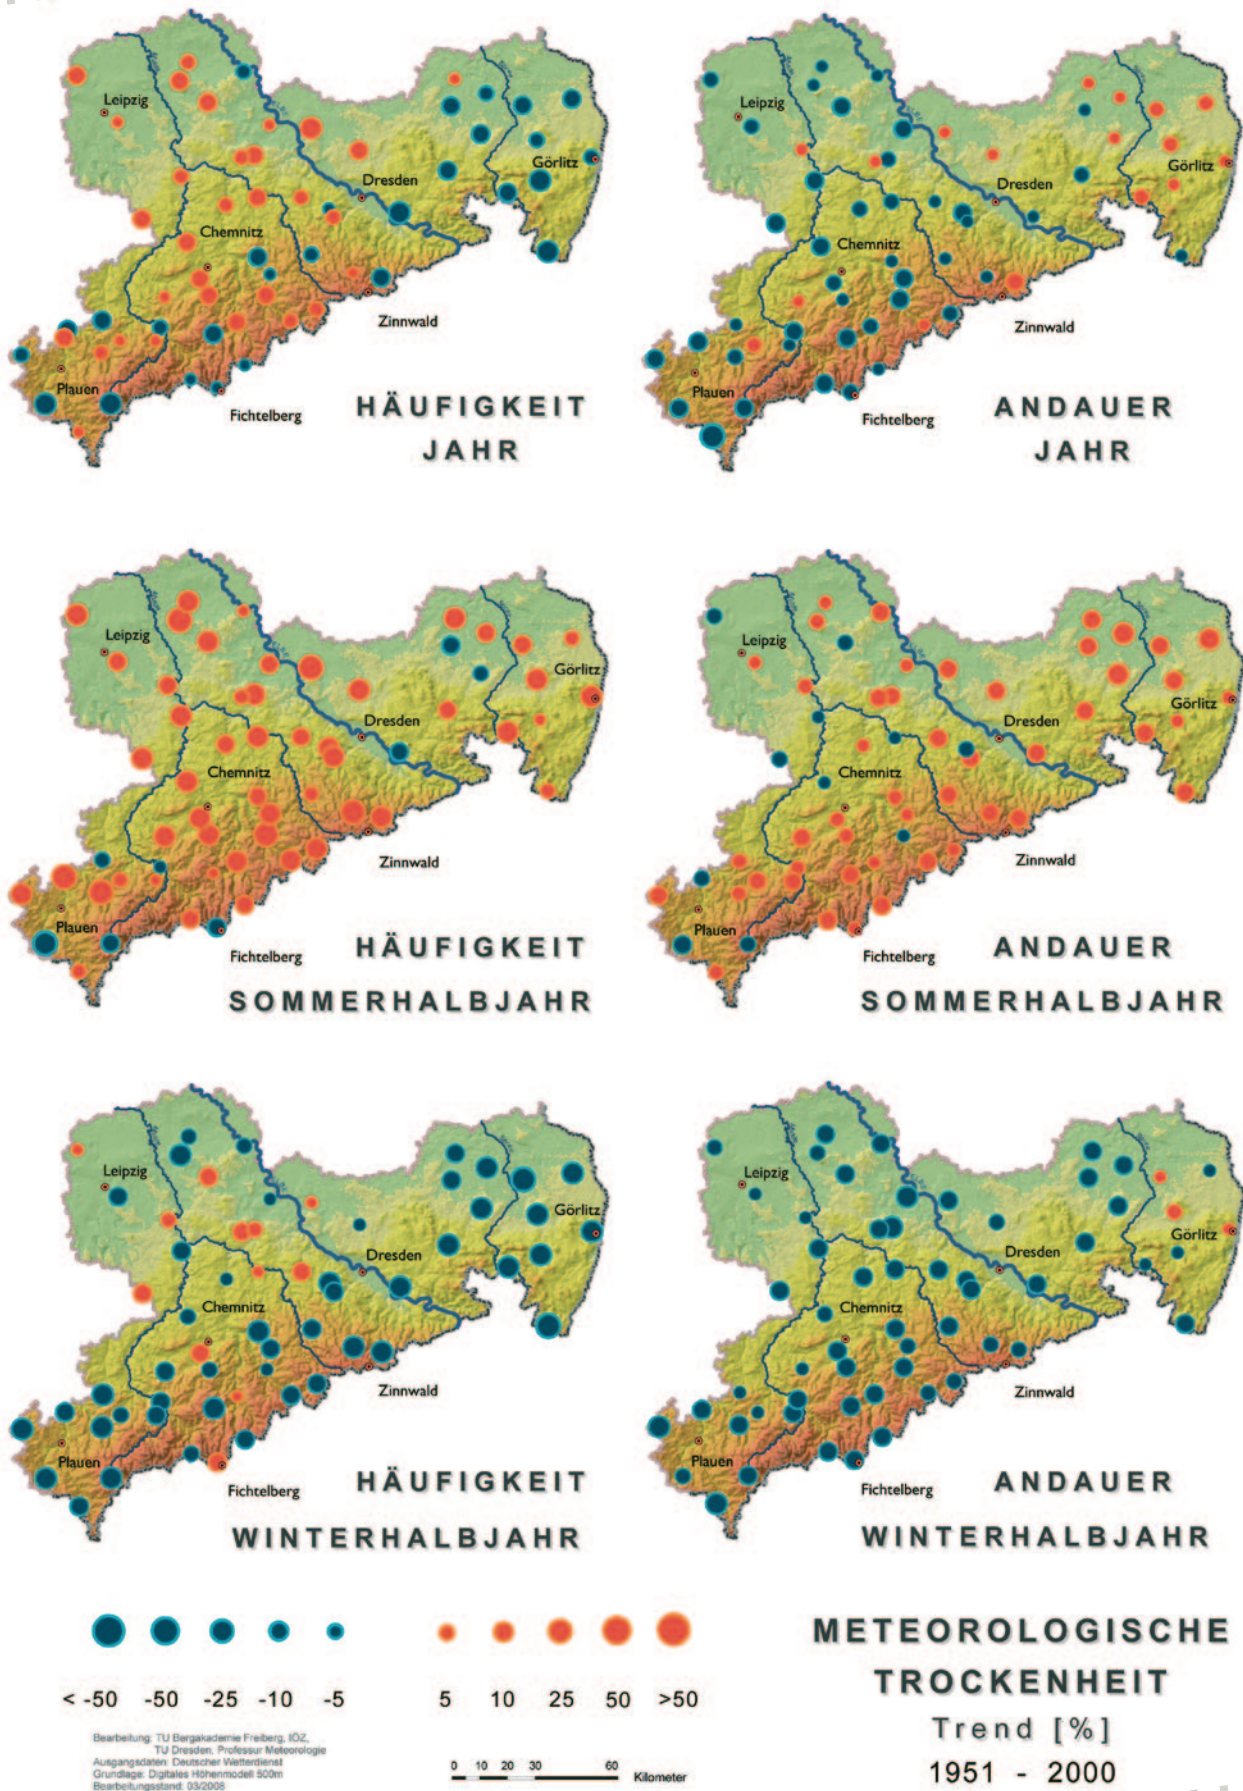 Leipzig
Görlitz
Dresden
Chemnitz
Zinnwald
Plauen
Fichtelberg
HÄUFIGKEIT
JAHR
Leipzig
Görlitz
Dresden
Chemnitz
Zinnwald
Plauen
Fichtelberg
ANDAUER
JAHR
Leipzig
Görlitz
Dresden
Chemnitz
Zinnwald
Plauen
Fichtelberg
HÄUFIGKEIT
SOMMERHALBJAHR
Leipzig
Görlitz
Dresden
Chemnitz
Zinnwald
Plauen
Fichtelberg
ANDAUER
SOMMERHALBJAHR
Leipzig
Görlitz
Dresden
Chemnitz
Zinnwald
Plauen
Fichtelberg
HÄUFIGKEIT
WINTERHALBJAHR
Leipzig
Görlitz
Dresden
Chemnitz
Zinnwald
Plauen
Fichtelberg
ANDAUER
WINTERHALBJAHR
< -50 -50 -25 -10 -5 5 10 25 50 >50
METEOROLOGISCHE
TROCKENHEIT
Trend [%]
1951 - 2000
Bearbeitung: TU Bergakademie Freiberg, IÖZ,
TU Dresden, Professur Meteorologie
Ausgangsdaten: Deutscher Wetterdienst
Grundlage: Digitales Höhenmodell 500m
Bearbeitungsstand: 03/2008
0 10 20 30 60 Kilometer